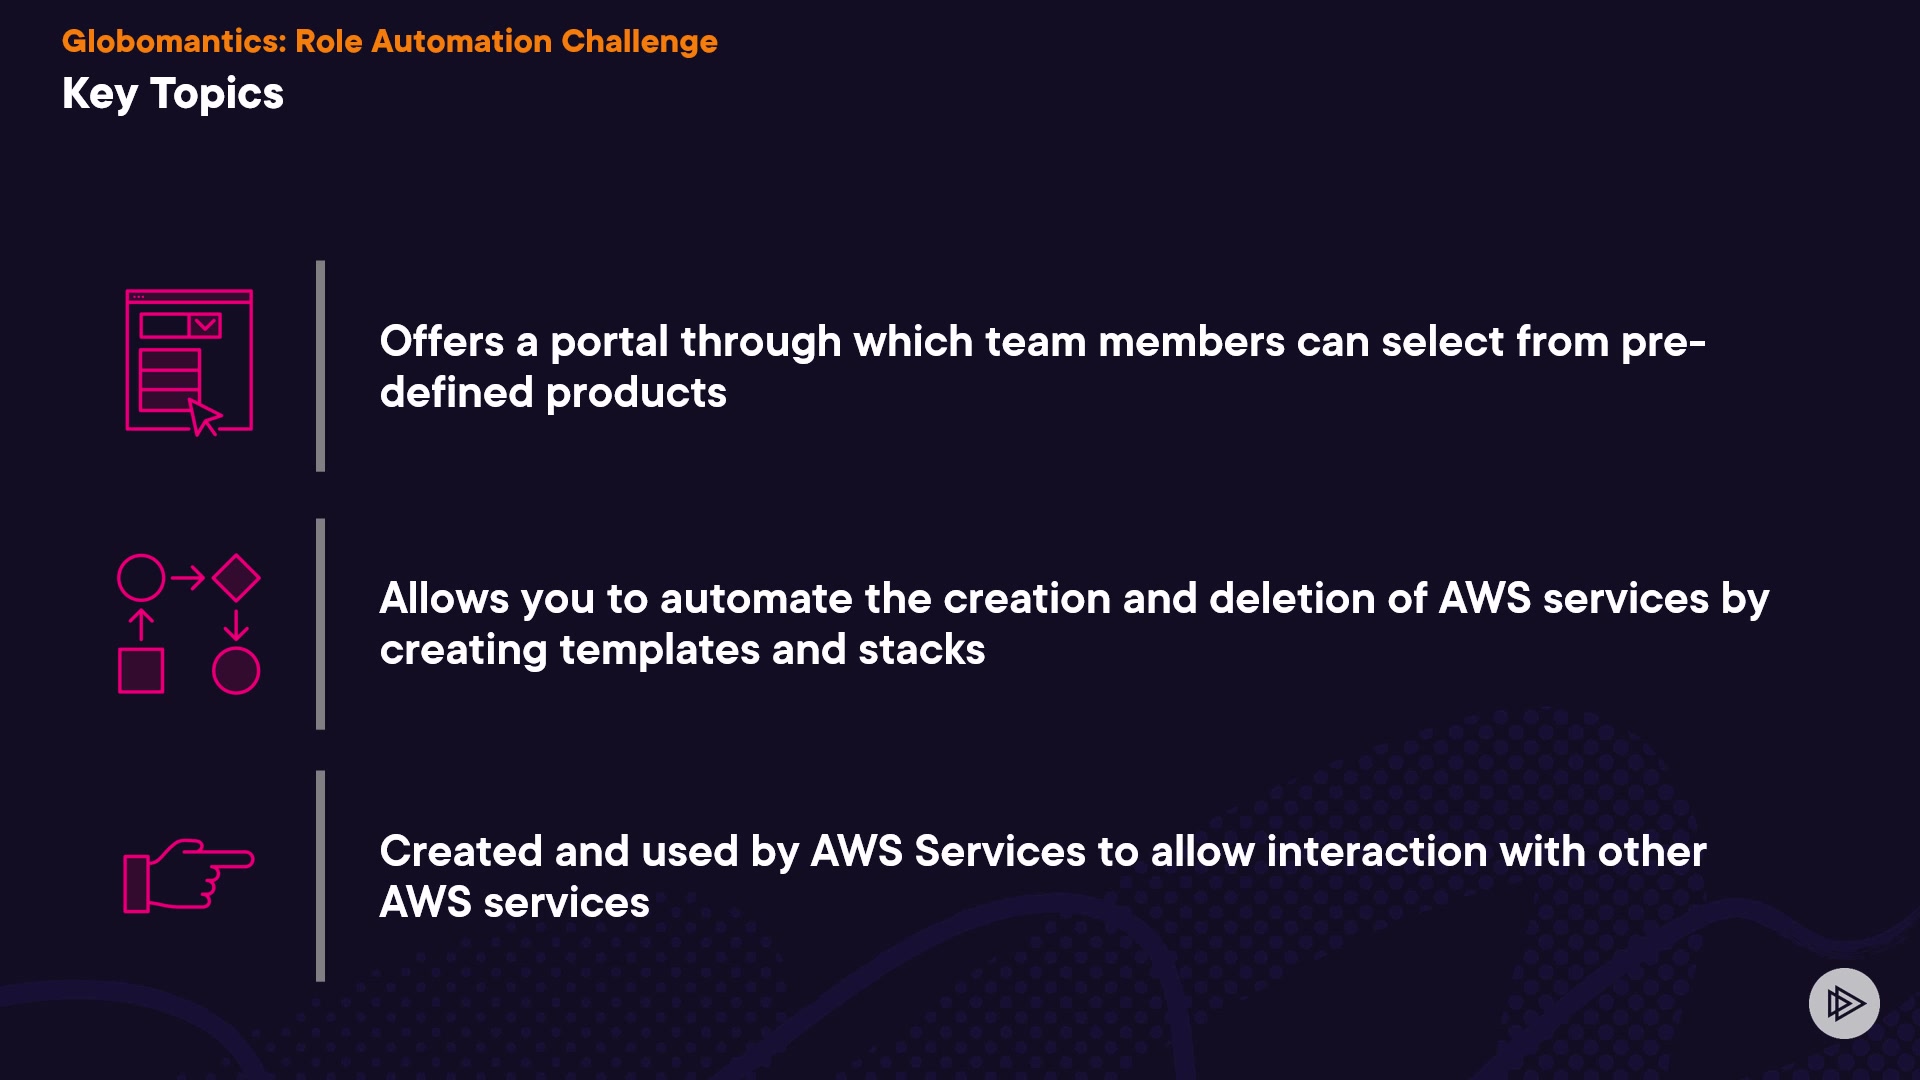 Globomantics: Role Automation Challenge
Key Topics
Offers a portal through which team members can select from pre-
defined products
Allows you to automate the creation and deletion of AWS services by
creating templates and stacks
Created and used by AWS Services to allow interaction with other
AWS services